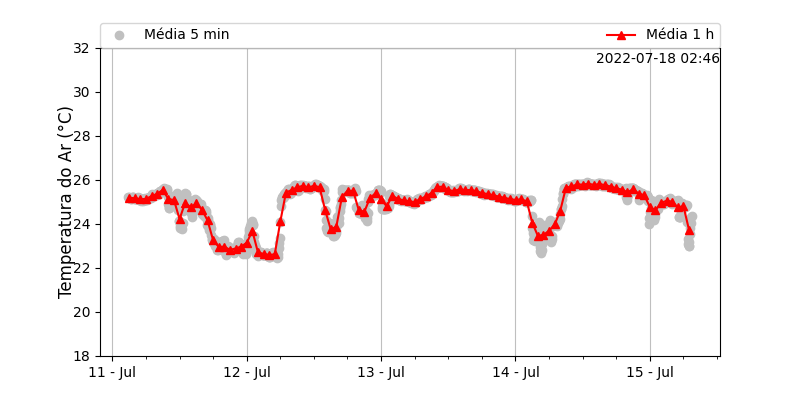 Média 5 min
Média 1 h
2022-07-18 02:46
Temperatura do Ar (°C)
32
30
28
26
24
22
20
18
11 - Jul
12 - Jul
13 - Jul
14 - Jul
15 - Jul